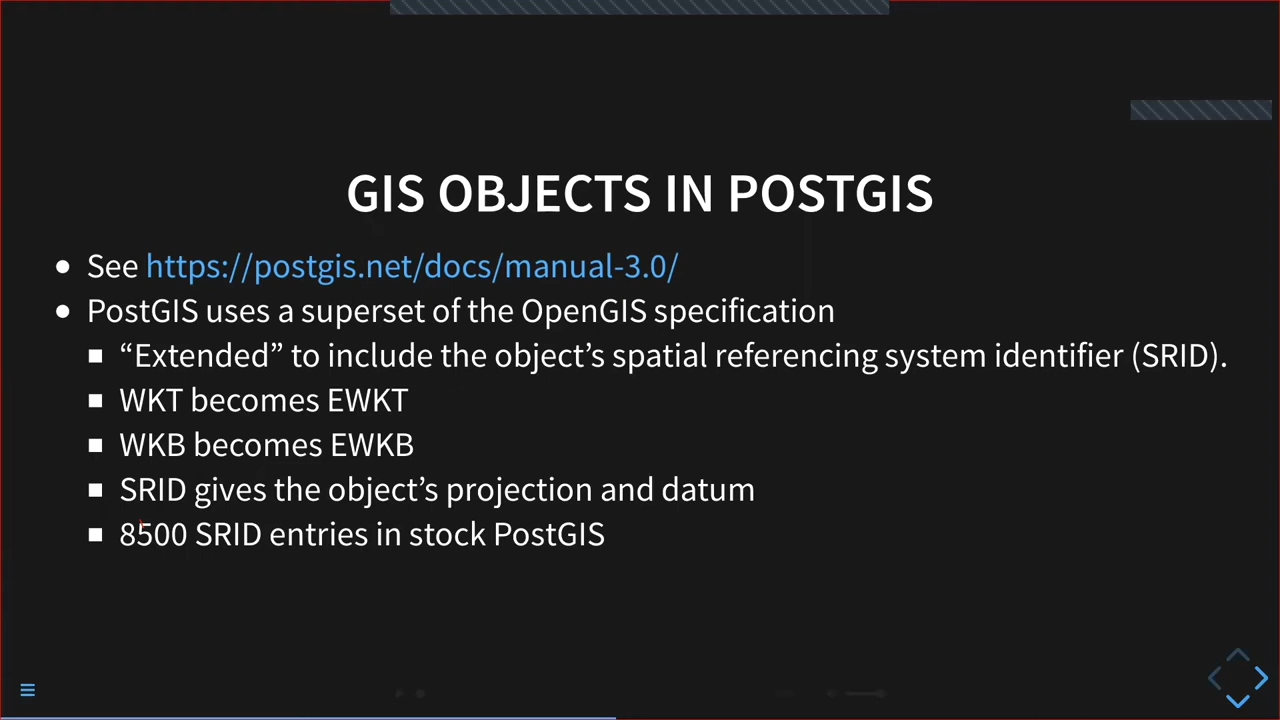 GIS OBJECTS IN POSTGIS
See https://postgis.net/docs/manual-3.0/
PostGIS uses a superset of the OpenGIS specification
“Extended” to include the object’s spatial referencing system identifier (SRID).
WKT becomes EWKT
WKB becomes EWKB
SRID gives the object’s projection and datum
8500 SRID entries in stock PostGIS